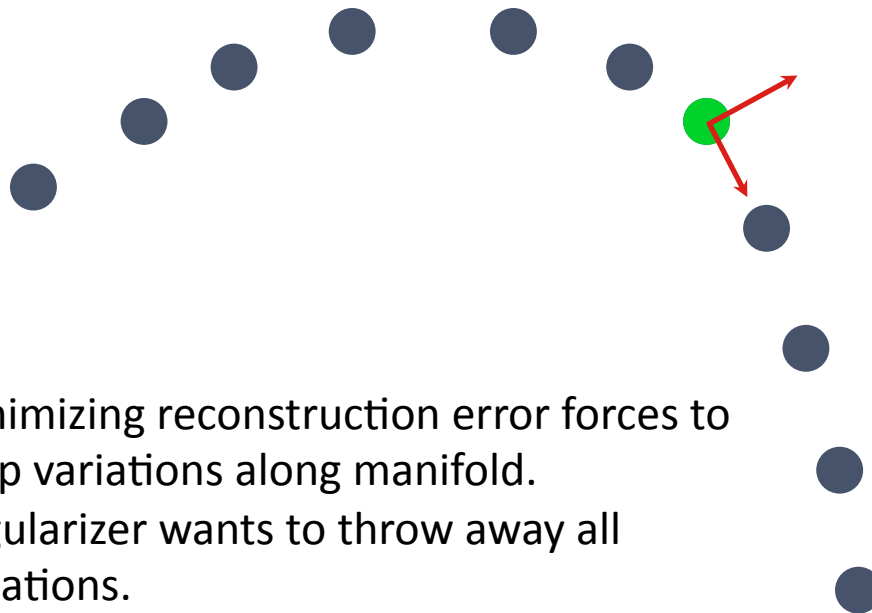 nimizing reconstruction error forces to
p variations along manifold.
gularizer wants to throw away all
ations.